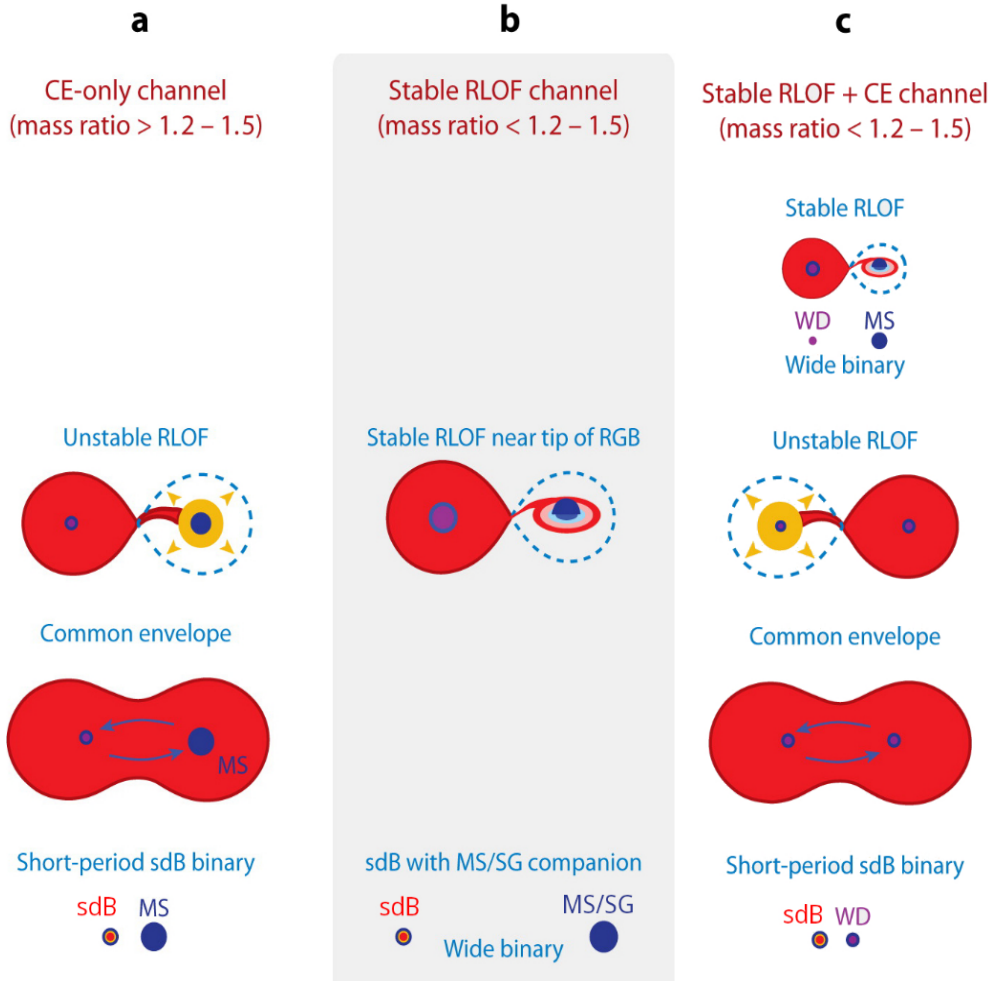 a
CE-only channel
(mass ratio > 1.2 – 1.5)
Unstable RLOF
Common envelope
MS
Short-period sdB binary
sdB MS
b
Stable RLOF channel
(mass ratio < 1.2 – 1.5)
Stable RLOF near tip of RGB
sdB with MS/SG companion
sdB MS/SG
Wide binary
c
Stable RLOF + CE channel
(mass ratio < 1.2 – 1.5)
Stable RLOF
WD MS
Wide binary
Unstable RLOF
Common envelope
Short-period sdB binary
sdB WD